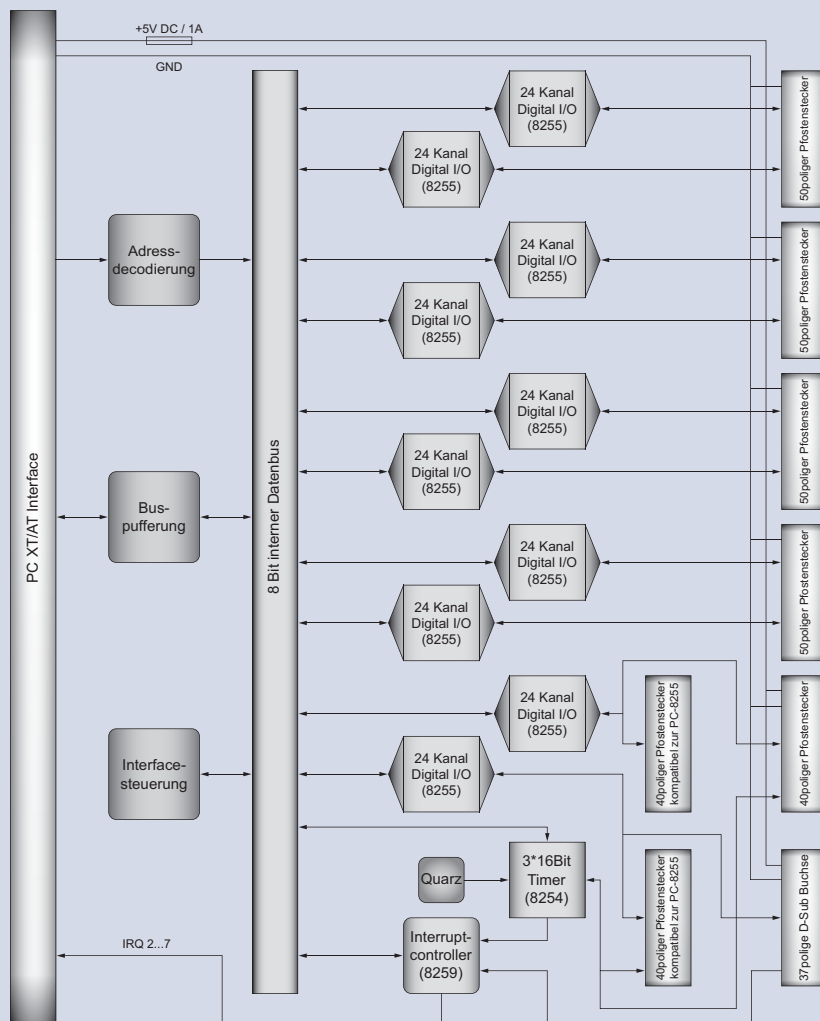 +5V DC / 1A
GND
PC XT/AT Interface
Adress-
decodierung
Bus-
pufferung
Interface-
steuerung
IRQ 2...7
8 Bit interner Datenbus
24 Kanal
Digital I/O
(8255)
24 Kanal
Digital I/O
(8255)
50poliger Pfostenstecker
24 Kanal
Digital I/O
(8255)
24 Kanal
Digital I/O
(8255)
50poliger Pfostenstecker
24 Kanal
Digital I/O
(8255)
24 Kanal
Digital I/O
(8255)
50poliger Pfostenstecker
24 Kanal
Digital I/O
(8255)
24 Kanal
Digital I/O
(8255)
50poliger Pfostenstecker
24 Kanal
Digital I/O
(8255)
24 Kanal
Digital I/O
(8255)
40poliger Pfostenstecker
kompatibel zur PC-8255
40poliger Pfostenstecker
Quarz
3*16Bit
Timer
(8254)
Interrupt-
controller
(8259)
40poliger Pfostenstecker
kompatibel zur PC-8255
37polige D-Sub Buchse